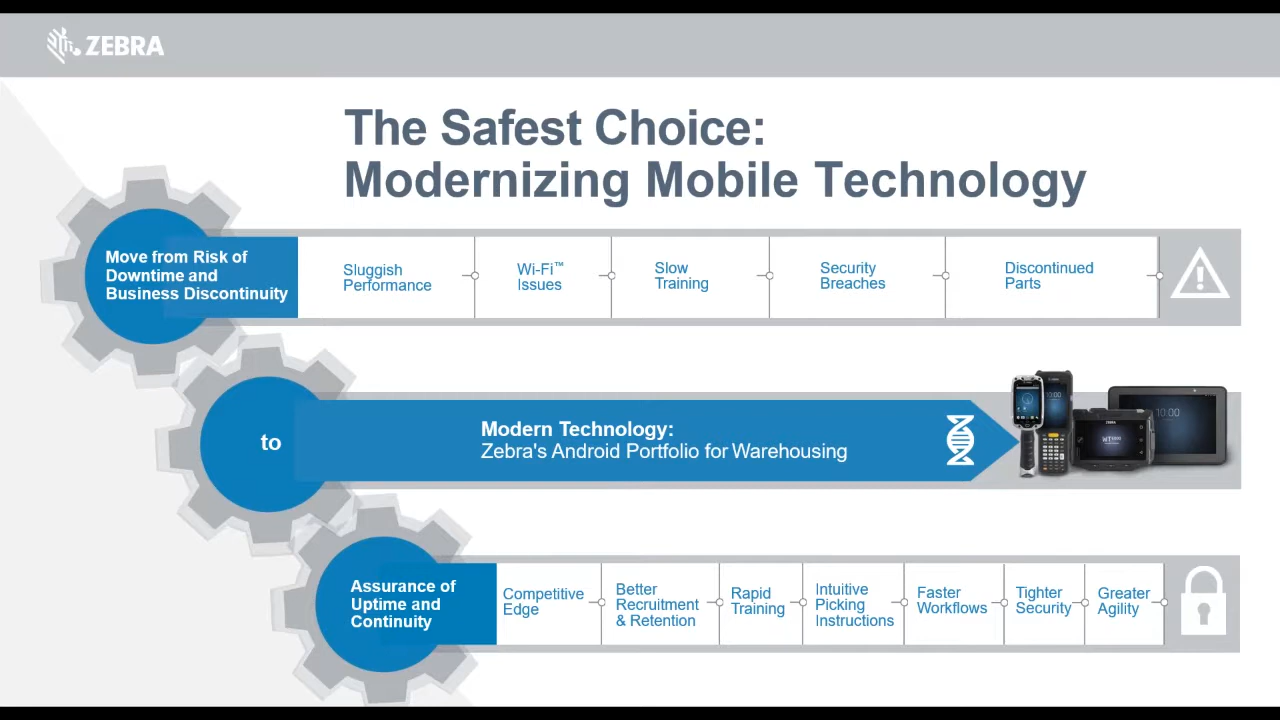 ZEBRA
The Safest Choice:
Modernizing Mobile Technology
Move from Risk of
Downtime and
Business Discontinuity
Sluggish
Performance
Wi-Fi™
Issues
Slow
Training
Security
Breaches
Discontinued
Parts
to
Modern Technology:
Zebra's Android Portfolio for Warehousing
Assurance of
Uptime and
Continuity
Competitive
Edge
Better
Recruitment
& Retention
Rapid
Training
Intuitive
Picking
Instructions
Faster
Workflows
Tighter
Security
Greater
Agility